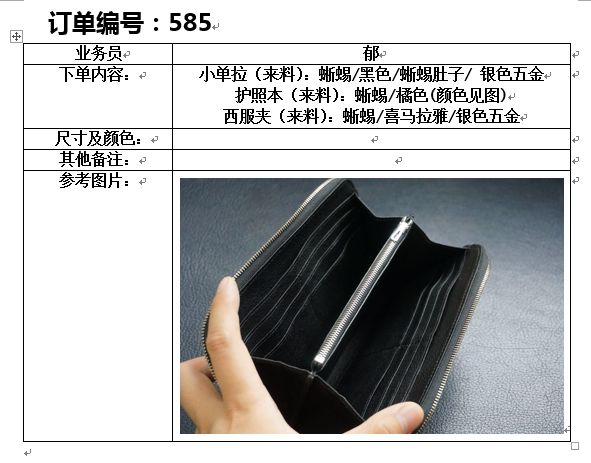 订单编号：585
业务员 郁
下单内容： 小单拉（来料）：蜥蜴/黑色/蜥蜴肚子/ 银色五金
护照本（来料）：蜥蜴/橘色(颜色见图)
西服夹（来料）：蜥蜴/喜马拉雅/银色五金
尺寸及颜色：
其他备注：
参考图片：